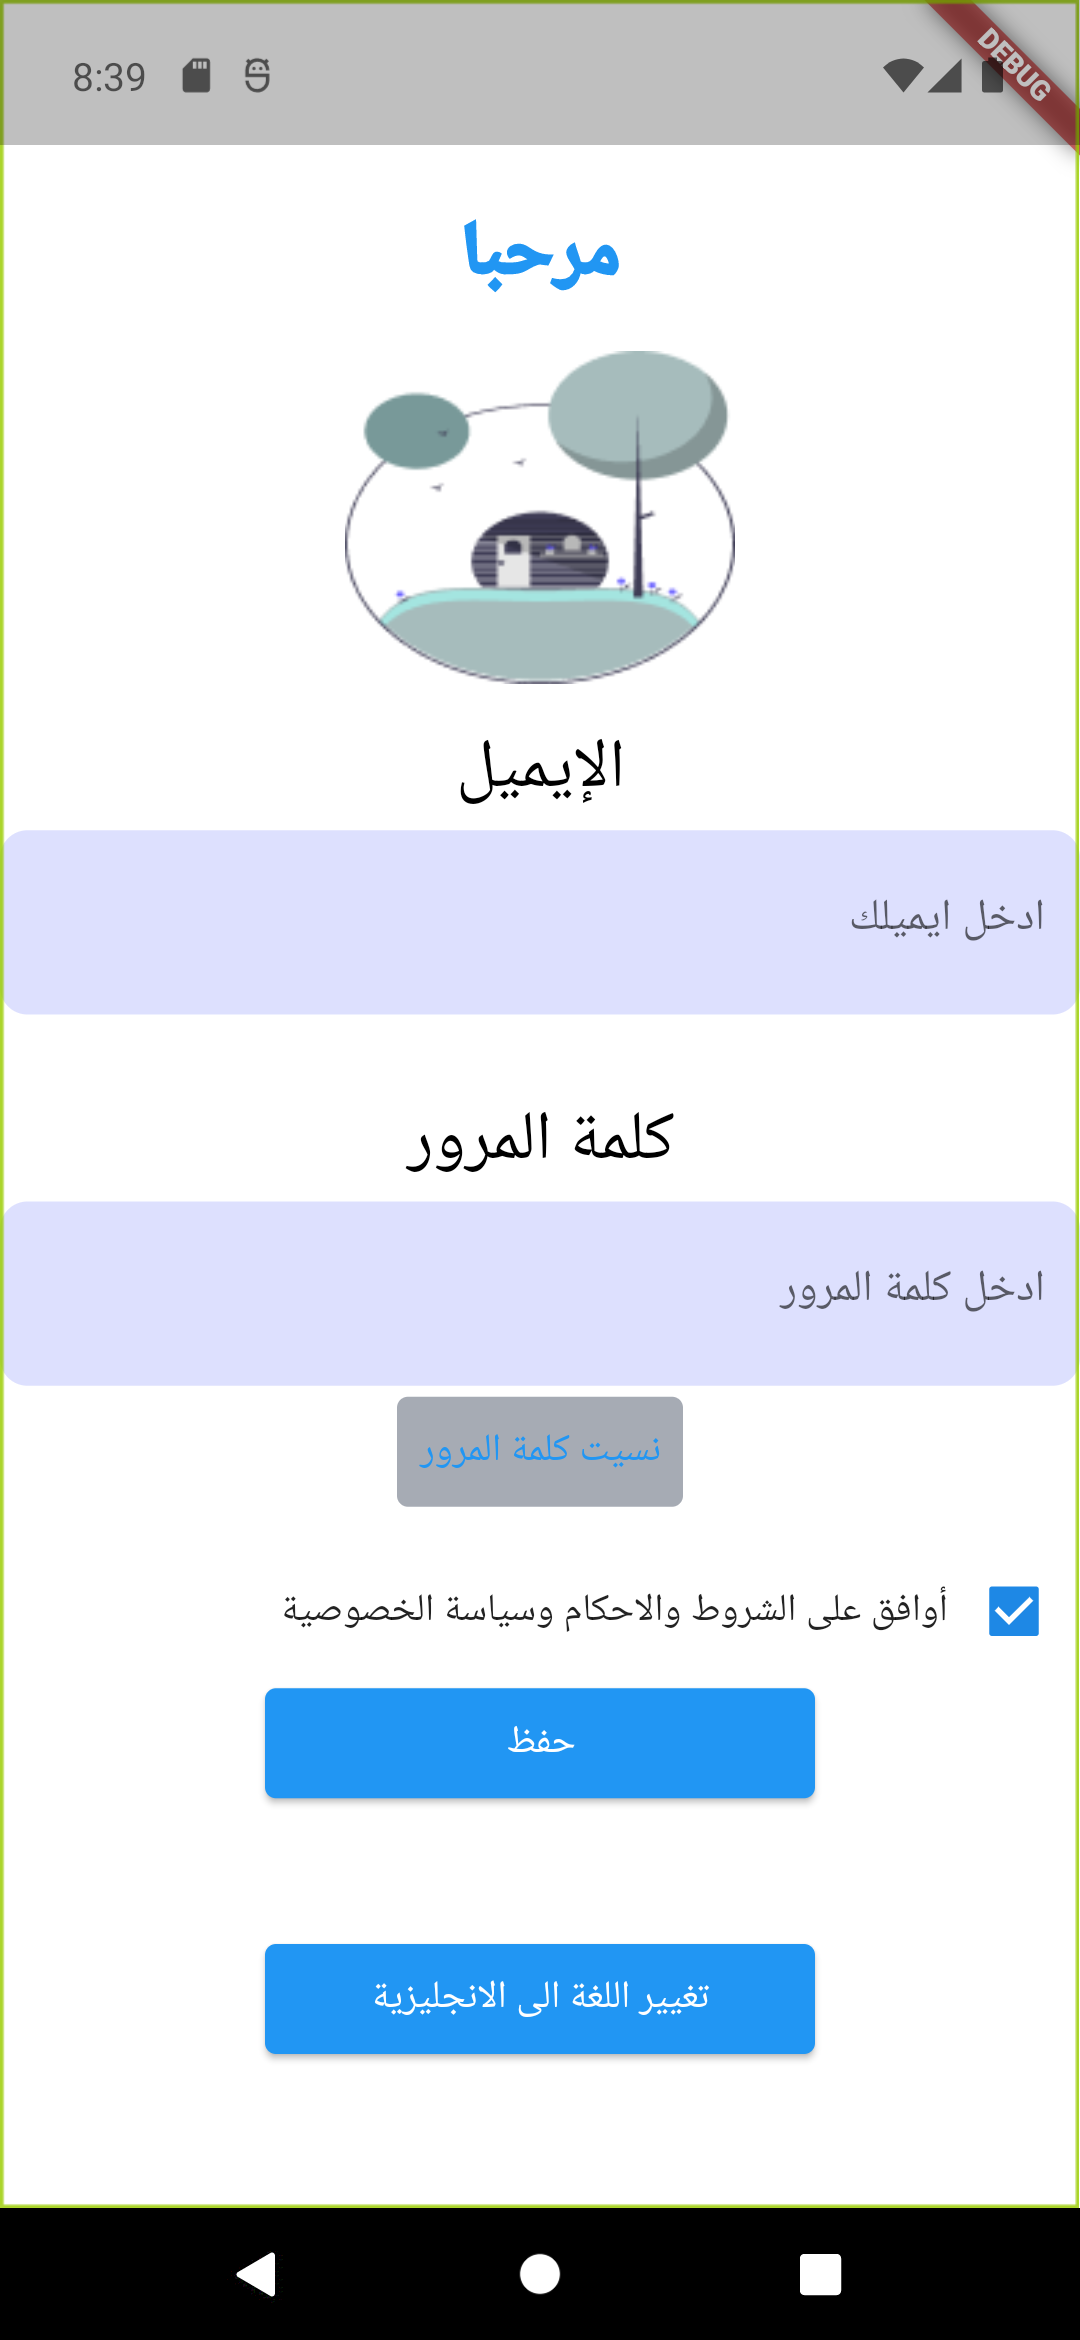 8:39
DEBUG
مرحبا
الإيميل
ادخل ايميلك
كلمة المرور
ادخل كلمة المرور
نسيت كلمة المرور
أوافق على الشروط والاحكام وسياسة الخصوصية
حفظ
تغيير اللغة الى الانجليزية